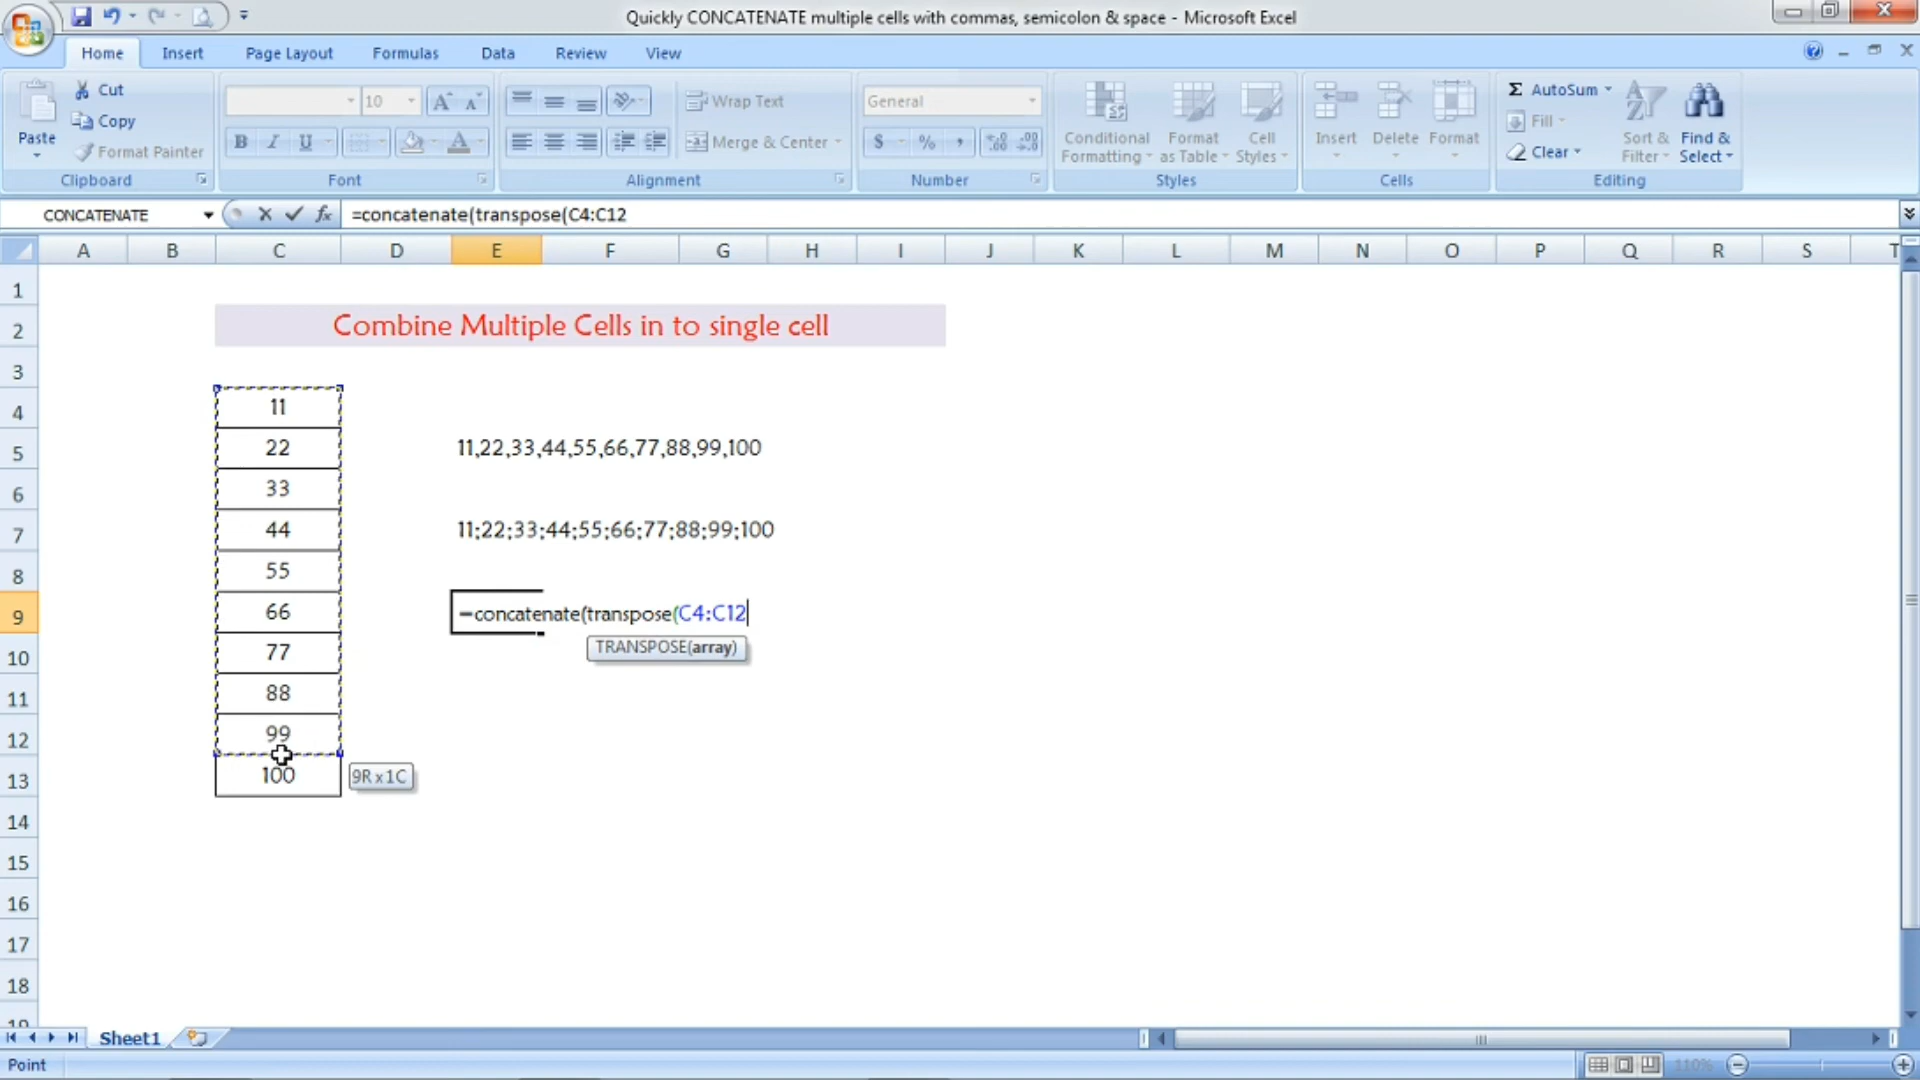 Quickly CONCATENATE multiple cells with commas, semicolon & space - Microsoft Excel
Home Insert Page Layout Formulas Data Review View
Paste Cut Copy Format Painter
Clipboard
10
B I U A
Font
Wrap Text
Merge & Center
Alignment
General
$ % ,
Number
Conditional Formatting Format as Table Cell Styles
Styles
Insert Delete Format
Cells
Σ AutoSum Fill Clear Sort & Filter Find & Select
Editing
CONCATENATE fx =concatenate(transpose(C4:C12
A B C D E F G H I J K L M N O P Q R S T
1
2 Combine Multiple Cells in to single cell
3
4 11
5 22 11,22,33,44,55,66,77,88,99,100
6 33
7 44 11;22;33;44;55;66;77;88;99;100
8 55
9 66 =concatenate(transpose(C4:C12
TRANSPOSE(array)
10 77
11 88
12 99
13 100 9R x 1C
14
15
16
17
18
19
Sheet1
Point 110%